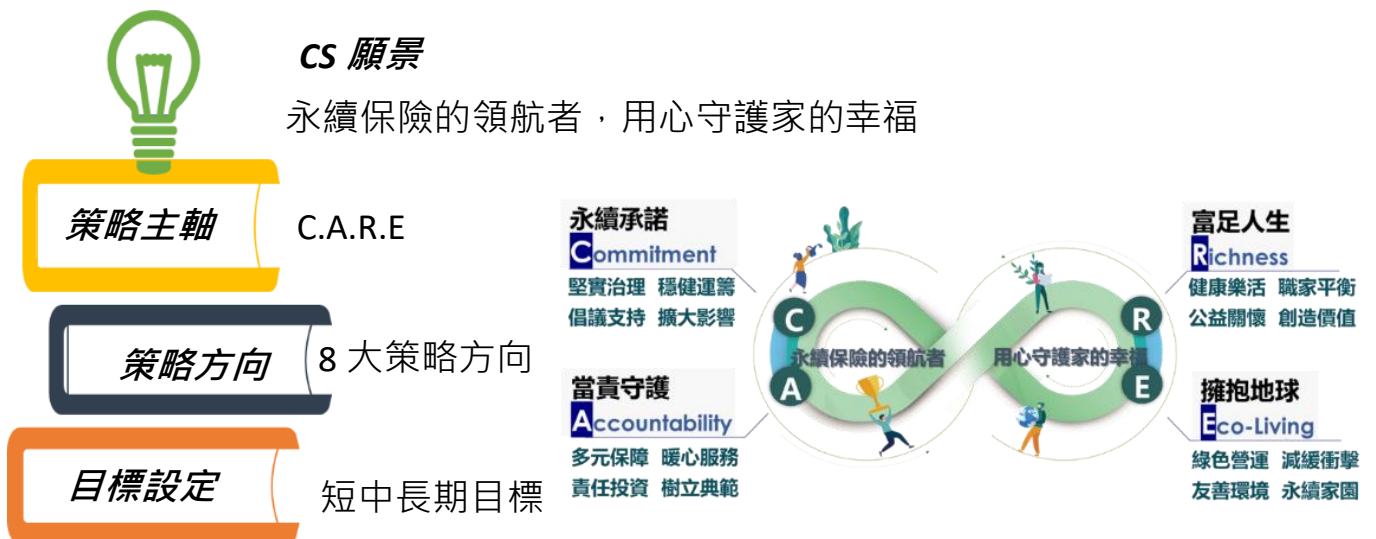 CS 願景
永續保險的領航者，用心守護家的幸福
策略主軸
C.A.R.E
策略方向
8 大策略方向
目標設定
短中長期目標
永續承諾
Commitment
堅實治理 穩健運籌
倡議支持 擴大影響
當責守護
Accountability
多元保障 暖心服務
責任投資 樹立典範
C
A
永續保險的領航者
用心守護家的幸福
R
E
富足人生
Richness
健康樂活 職家平衡
公益關懷 創造價值
擁抱地球
Eco-Living
綠色營運 減緩衝擊
友善環境 永續家園